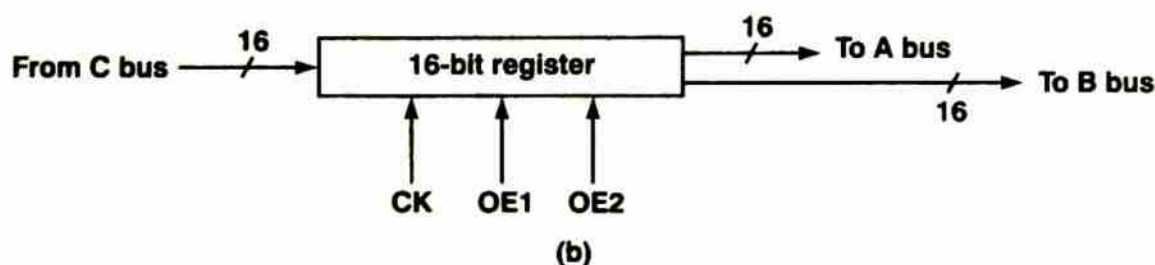 16
16
From C bus
16-bit register
To A bus
To B bus
16
CK
OE1
OE2
(b)